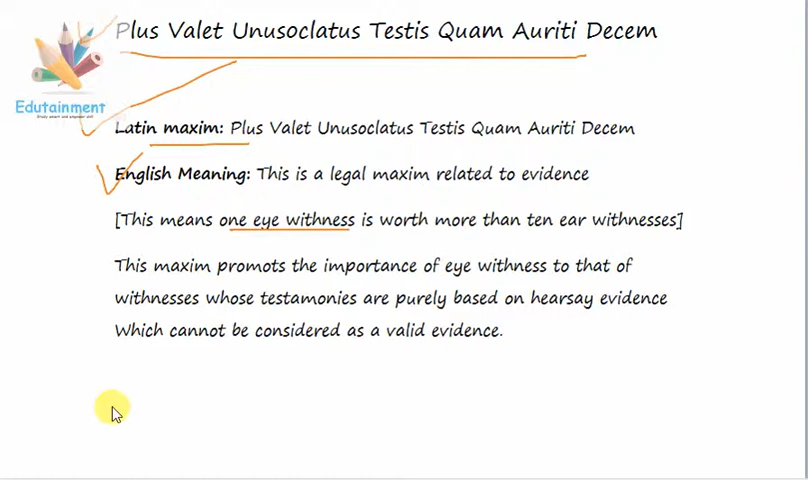 Plus Valet Unusoclatus Testis Quam Auriti Decem
Edutainment
Latin maxim: Plus Valet Unusoclatus Testis Quam Auriti Decem
English Meaning: This is a legal maxim related to evidence
[This means one eye withness is worth more than ten ear withnesses]
This maxim promots the importance of eye withness to that of
withnesses whose testamonies are purely based on hearsay evidence
Which cannot be considered as a valid evidence.